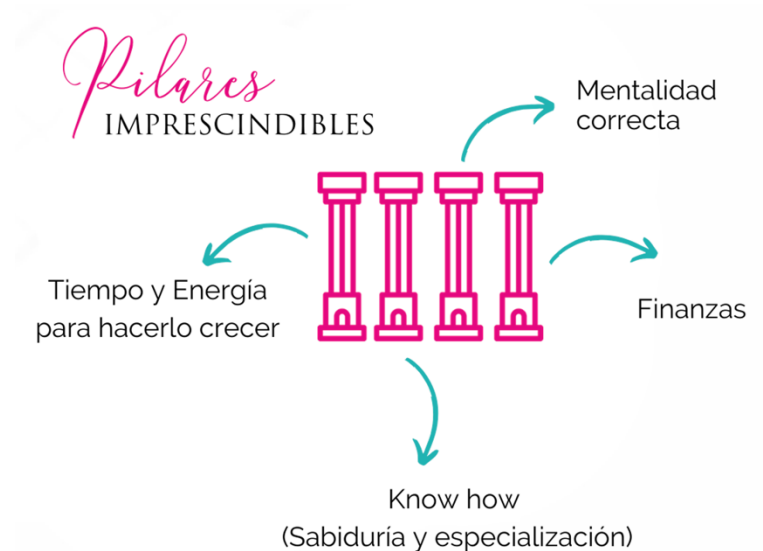 Pilares
IMPRESCINDIBLES
Mentalidad
correcta
Tiempo y Energía
para hacerlo crecer
Finanzas
Know how
(Sabiduría y especialización)